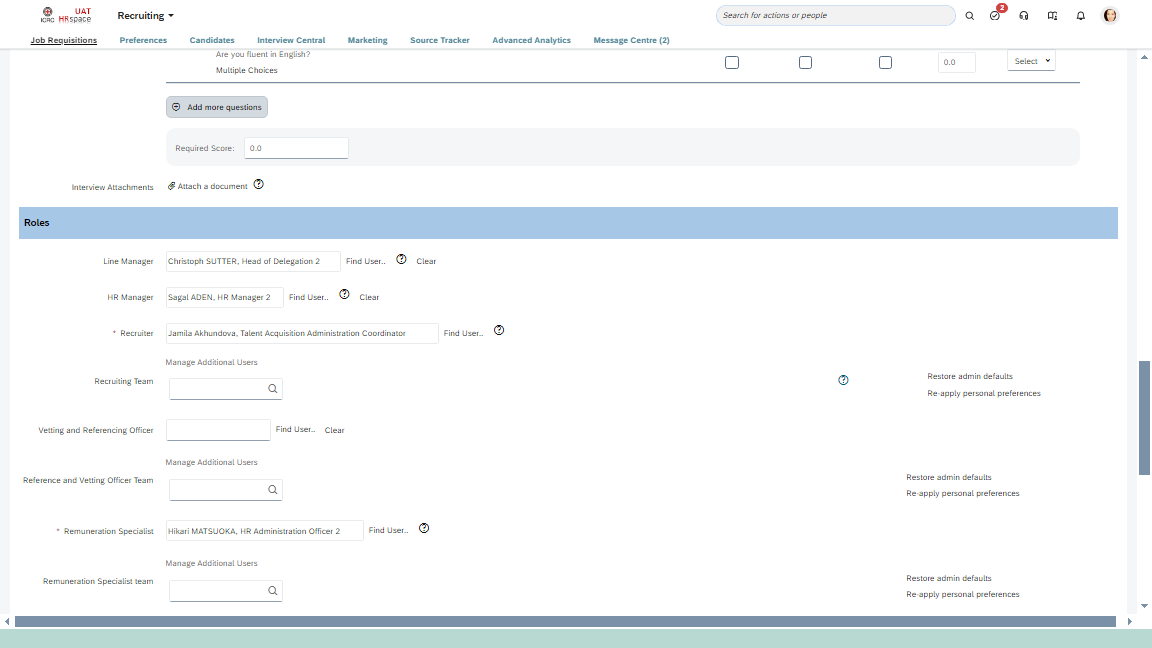 ICRC
UAT
HRspace
Recruiting
Search for actions or people
2
Job Requisitions
Preferences
Candidates
Interview Central
Marketing
Source Tracker
Advanced Analytics
Message Centre (2)
Are you fluent in English?
Multiple Choices
0.0
Select
Add more questions
Required Score:
0.0
Interview Attachments
Attach a document
Roles
Line Manager
Christoph SUTTER, Head of Delegation 2
Find User..
Clear
HR Manager
Sagal ADEN, HR Manager 2
Find User..
Clear
* Recruiter
Jamila Akhundova, Talent Acquisition Administration Coordinator
Find User..
Manage Additional Users
Recruiting Team
Restore admin defaults
Re-apply personal preferences
Vetting and Referencing Officer
Find User..
Clear
Manage Additional Users
Reference and Vetting Officer Team
Restore admin defaults
Re-apply personal preferences
* Remuneration Specialist
Hikari MATSUOKA, HR Administration Officer 2
Find User..
Manage Additional Users
Remuneration Specialist team
Restore admin defaults
Re-apply personal preferences